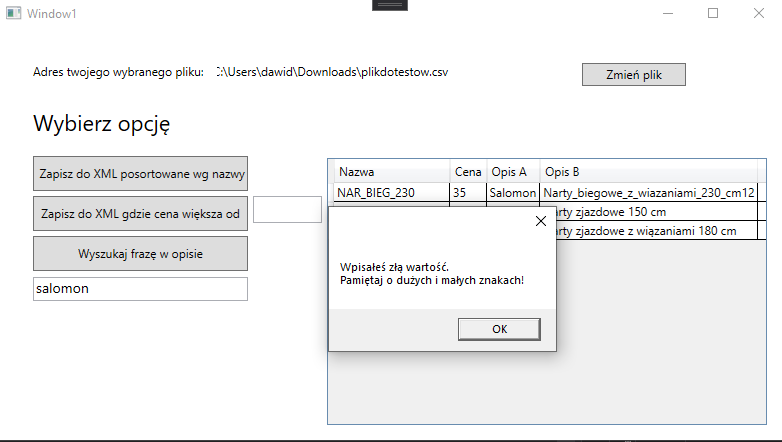 Window1
Adres twojego wybranego pliku: C:\Users\dawid\Downloads\plikdotestow.csv
Zmień plik
Wybierz opcję
Zapisz do XML posortowane wg nazwy
Zapisz do XML gdzie cena większa od
Wyszukaj frazę w opisie
salomon
Nazwa Cena Opis A Opis B
NAR_BIEG_230 35 Salomon Narty_biegowe_z_wiazaniami_230_cm12
arty zjazdowe 150 cm
arty zjazdowe z wiązaniami 180 cm
Wpisałeś złą wartość.
Pamiętaj o dużych i małych znakach!
OK